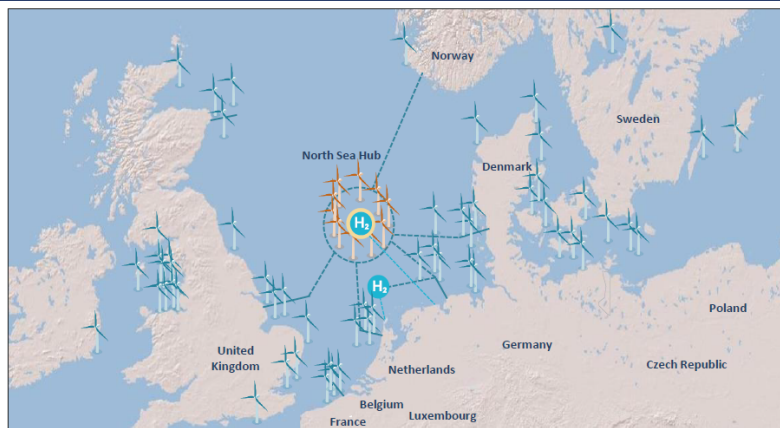 Norway
Sweden
North Sea Hub
Denmark
H₂
H₂
Poland
United
Kingdom
Germany
Czech Republic
Netherlands
Belgium
Luxembourg
France